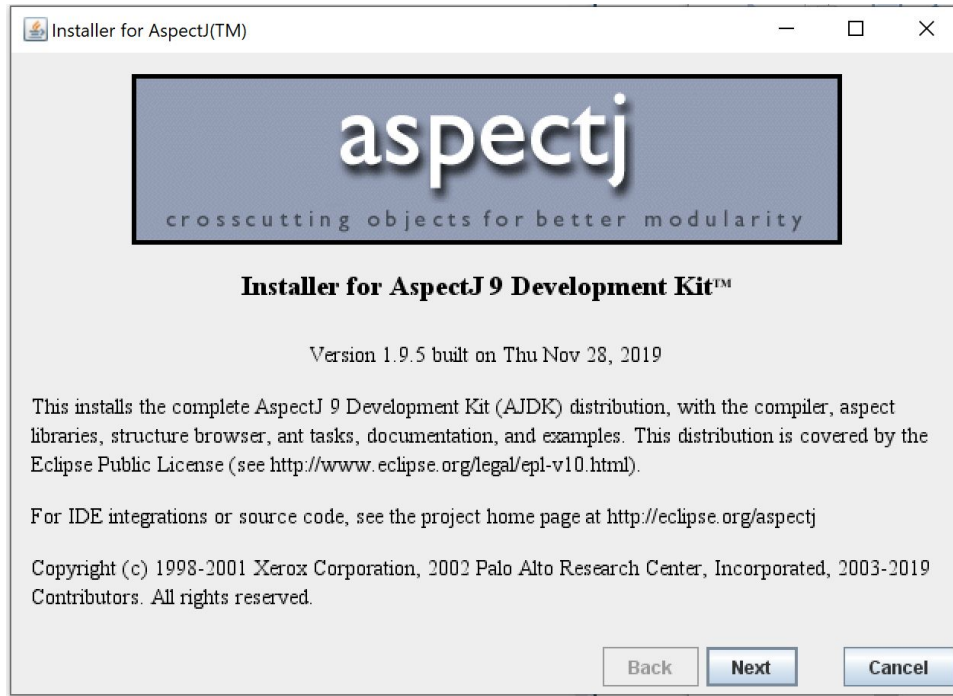 Installer for AspectJ(TM)
aspectj
crosscutting objects for better modularity
Installer for AspectJ 9 Development Kit™
Version 1.9.5 built on Thu Nov 28, 2019
This installs the complete AspectJ 9 Development Kit (AJDK) distribution, with the compiler, aspect
libraries, structure browser, ant tasks, documentation, and examples. This distribution is covered by the
Eclipse Public License (see http://www.eclipse.org/legal/epl-v10.html).
For IDE integrations or source code, see the project home page at http://eclipse.org/aspectj
Copyright (c) 1998-2001 Xerox Corporation, 2002 Palo Alto Research Center, Incorporated, 2003-2019
Contributors. All rights reserved.
Back Next Cancel